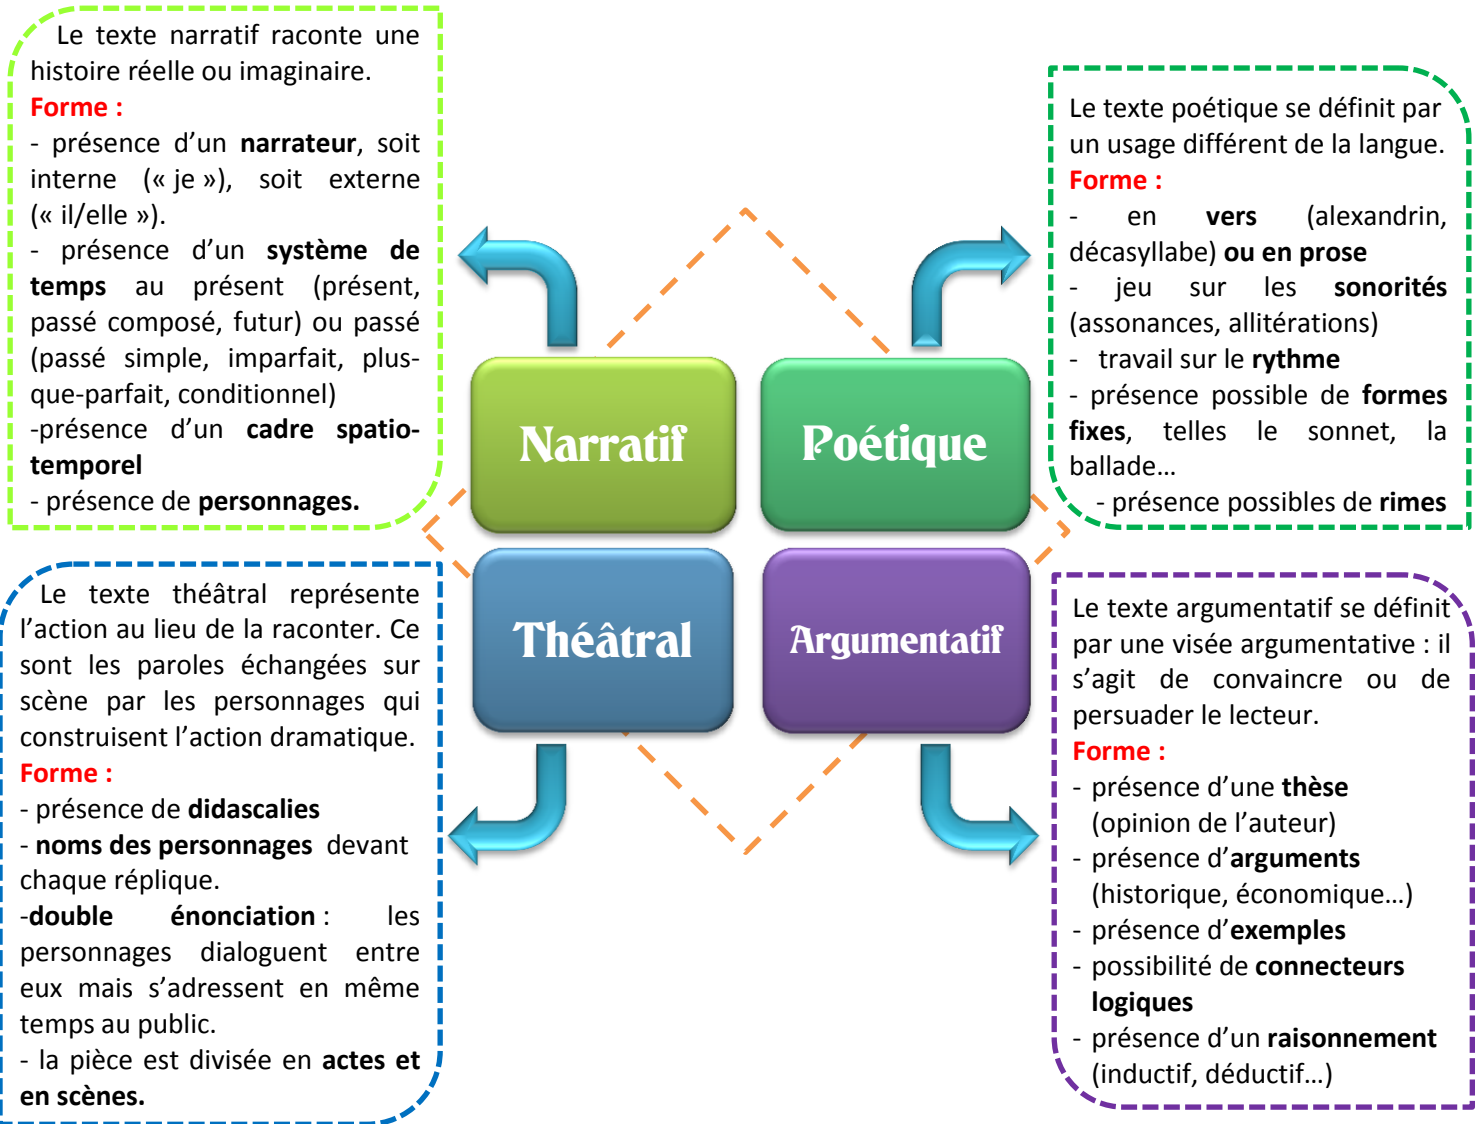 Le texte narratif raconte une
histoire réelle ou imaginaire.
Forme :
- présence d’un narrateur, soit
interne (« je »), soit externe
(« il/elle »).
- présence d’un système de
temps au présent (présent,
passé composé, futur) ou passé
(passé simple, imparfait, plus-
que-parfait, conditionnel)
-présence d’un cadre spatio-
temporel
- présence de personnages.
Le texte poétique se définit par
un usage différent de la langue.
Forme :
- en vers (alexandrin,
décasyllabe) ou en prose
- jeu sur les sonorités
(assonances, allitérations)
- travail sur le rythme
- présence possible de formes
fixes, telles le sonnet, la
ballade…
- présence possibles de rimes
Narratif
Poétique
Théâtral
Argumentatif
Le texte théâtral représente
l’action au lieu de la raconter. Ce
sont les paroles échangées sur
scène par les personnages qui
construisent l’action dramatique.
Forme :
- présence de didascalies
- noms des personnages devant
chaque réplique.
-double énonciation : les
personnages dialoguent entre
eux mais s’adressent en même
temps au public.
- la pièce est divisée en actes et
en scènes.
Le texte argumentatif se définit
par une visée argumentative : il
s’agit de convaincre ou de
persuader le lecteur.
Forme :
- présence d’une thèse
(opinion de l’auteur)
- présence d’arguments
(historique, économique…)
- présence d’exemples
- possibilité de connecteurs
logiques
- présence d’un raisonnement
(inductif, déductif…)